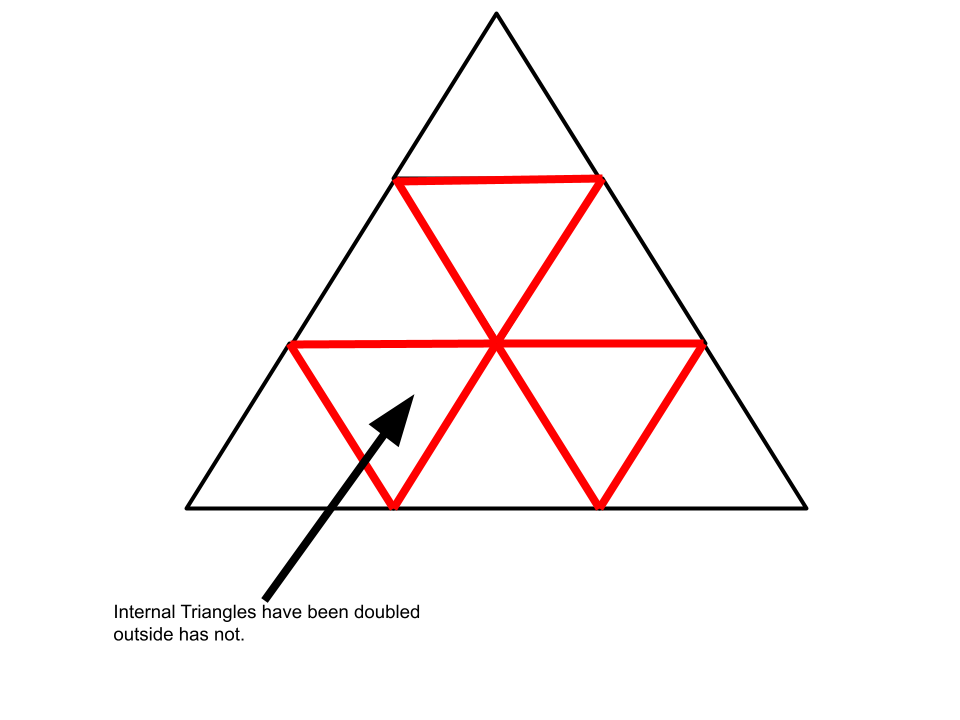 Internal Triangles have been doubled
outside has not.